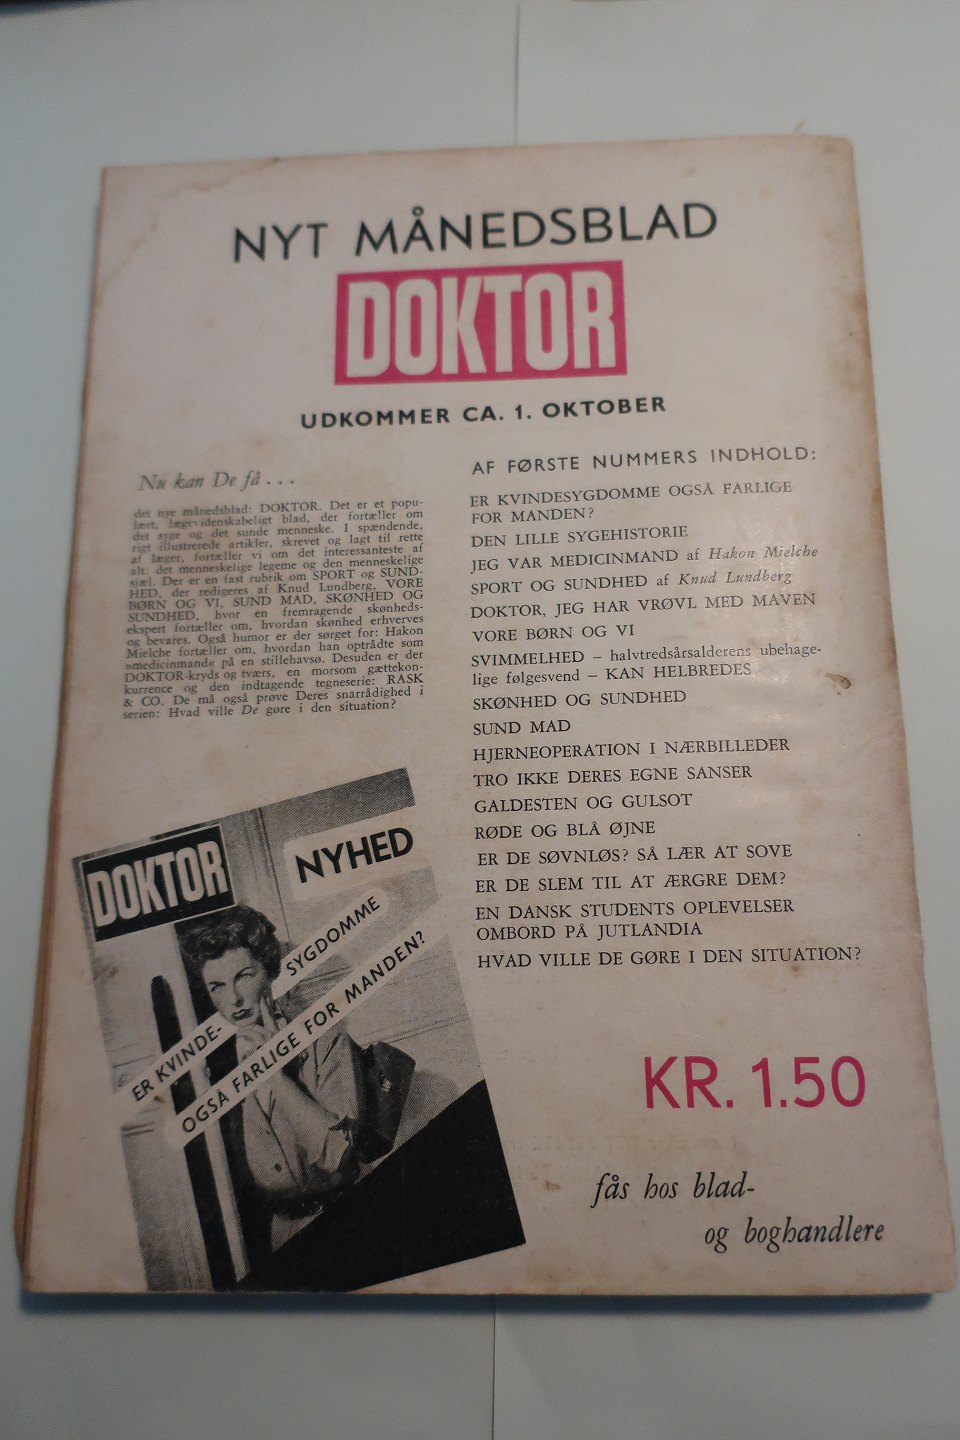 NYT MÅNEDSBLAD
DOKTOR
UDKOMMER CA. 1. OKTOBER
Nu kan De få . . .
det nye månedsblad: DOKTOR. Det er et popu-
lært, lægevidenskabeligt blad, der fortæller om
det syge og det sunde menneske. I spændende,
rigt illustrerede artikler, skrevet og lagt til rette
af læger, fortæller vi om det interessanteste af
alt: det menneskelige legeme og den menneskelige
sjæl. Der er en fast rubrik om SPORT og SUND-
HED, der redigeres af Knud Lundberg, VORE
BØRN OG VI, SUND MAD, SKØNHED OG
SUNDHED, hvor en fremragende skønheds-
ekspert fortæller om, hvordan skønhed erhverves
og bevares. Også humor er der sørget for: Hakon
Mielche fortæller om, hvordan han optrådte som
»medicinmand« på en stillehavsø. Desuden er der
DOKTOR-kryds og tværs, en morsom gættekon-
kurrence og den indtagende tegneserie: RASK
& CO. De må også prøve Deres snarrådighed i
serien: Hvad ville De gøre i den situation?
AF FØRSTE NUMMERS INDHOLD:
ER KVINDESYGDOMME OGSÅ FARLIGE
FOR MANDEN?
DEN LILLE SYGEHISTORIE
JEG VAR MEDICINMAND af Hakon Mielche
SPORT OG SUNDHED af Knud Lundberg
DOKTOR, JEG HAR VRØVL MED MAVEN
VORE BØRN OG VI
SVIMMELHED – halvtredsårsalderens ubehage-
lige følgesvend – KAN HELBREDES
SKØNHED OG SUNDHED
SUND MAD
HJERNEOPERATION I NÆRBILLEDER
TRO IKKE DERES EGNE SANSER
GALDESTEN OG GULSOT
RØDE OG BLÅ ØJNE
ER DE SØVNLØS? SÅ LÆR AT SOVE
ER DE SLEM TIL AT ÆRGRE DEM?
EN DANSK STUDENTS OPLEVELSER
OMBORD PÅ JUTLANDIA
HVAD VILLE DE GØRE I DEN SITUATION?
DOKTOR
NYHED
ER KVINDE-
SYGDOMME
OGSÅ FARLIGE FOR MANDEN?
KR. 1.50
fås hos blad-
og boghandlere